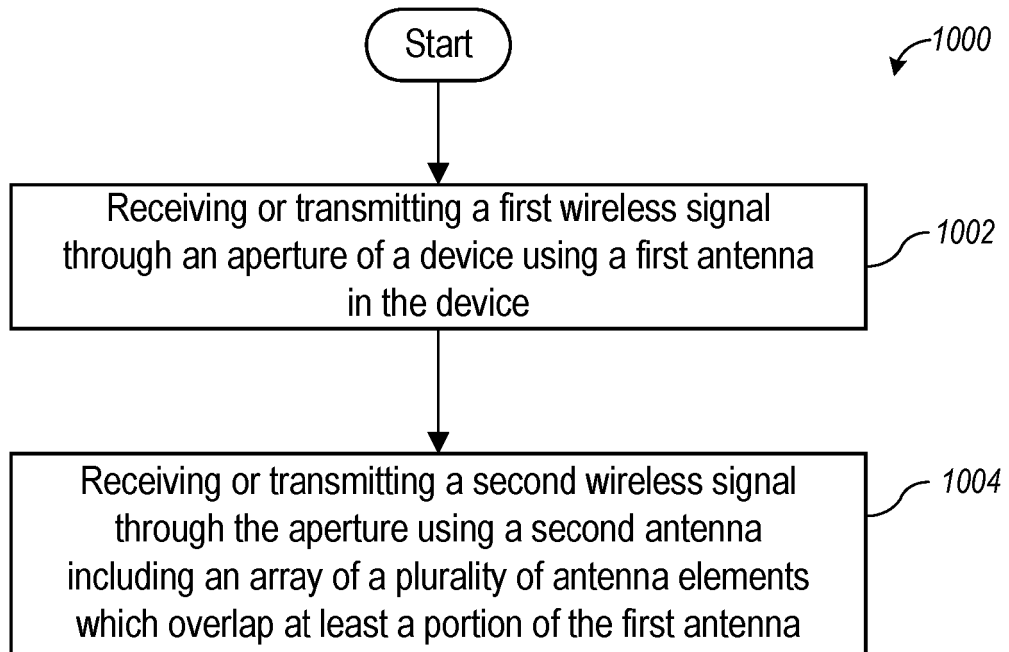 Start
1000
Receiving or transmitting a first wireless signal
through an aperture of a device using a first antenna
in the device
1002
Receiving or transmitting a second wireless signal
through the aperture using a second antenna
including an array of a plurality of antenna elements
which overlap at least a portion of the first antenna
1004